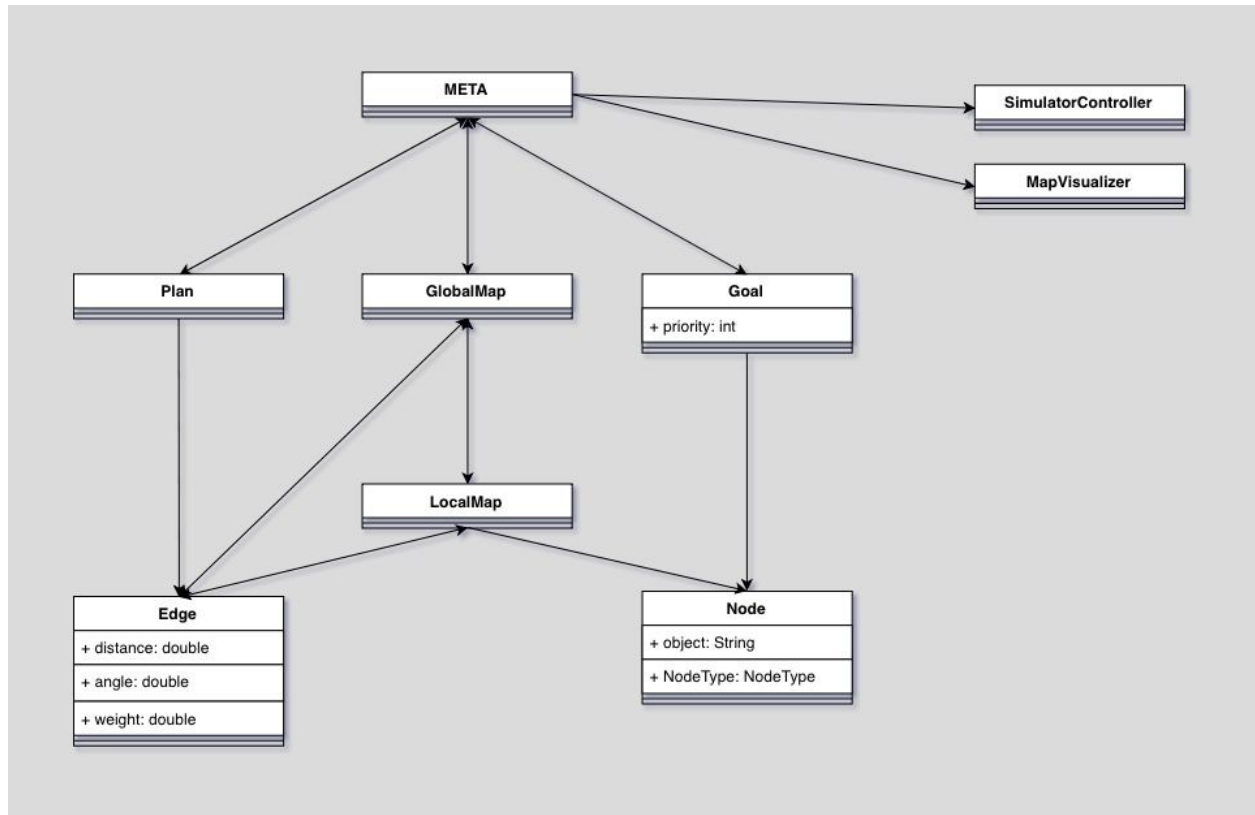 META
SimulatorController
MapVisualizer
Plan
GlobalMap
Goal
+ priority: int
LocalMap
Edge
+ distance: double
+ angle: double
+ weight: double
Node
+ object: String
+ NodeType: NodeType